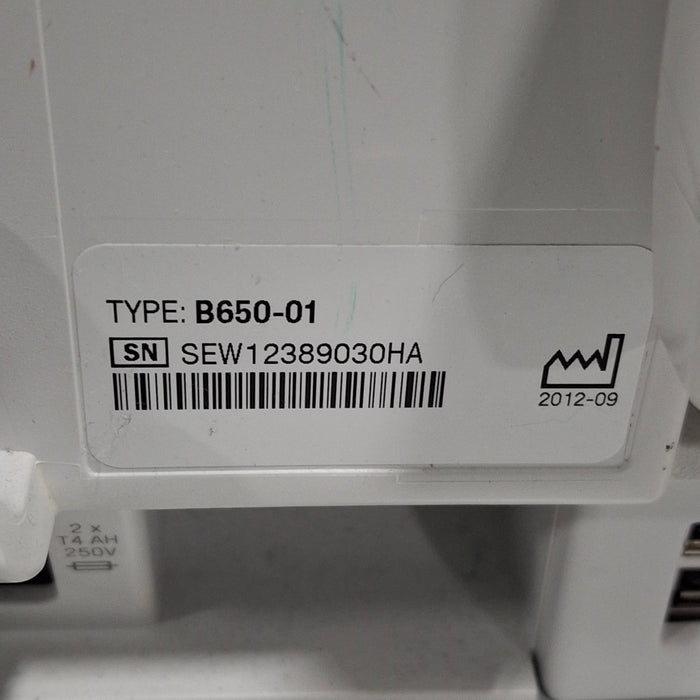 TYPE: B650-01
SN SEW12389030HA
2012-09
2 x
T4 AH
250V